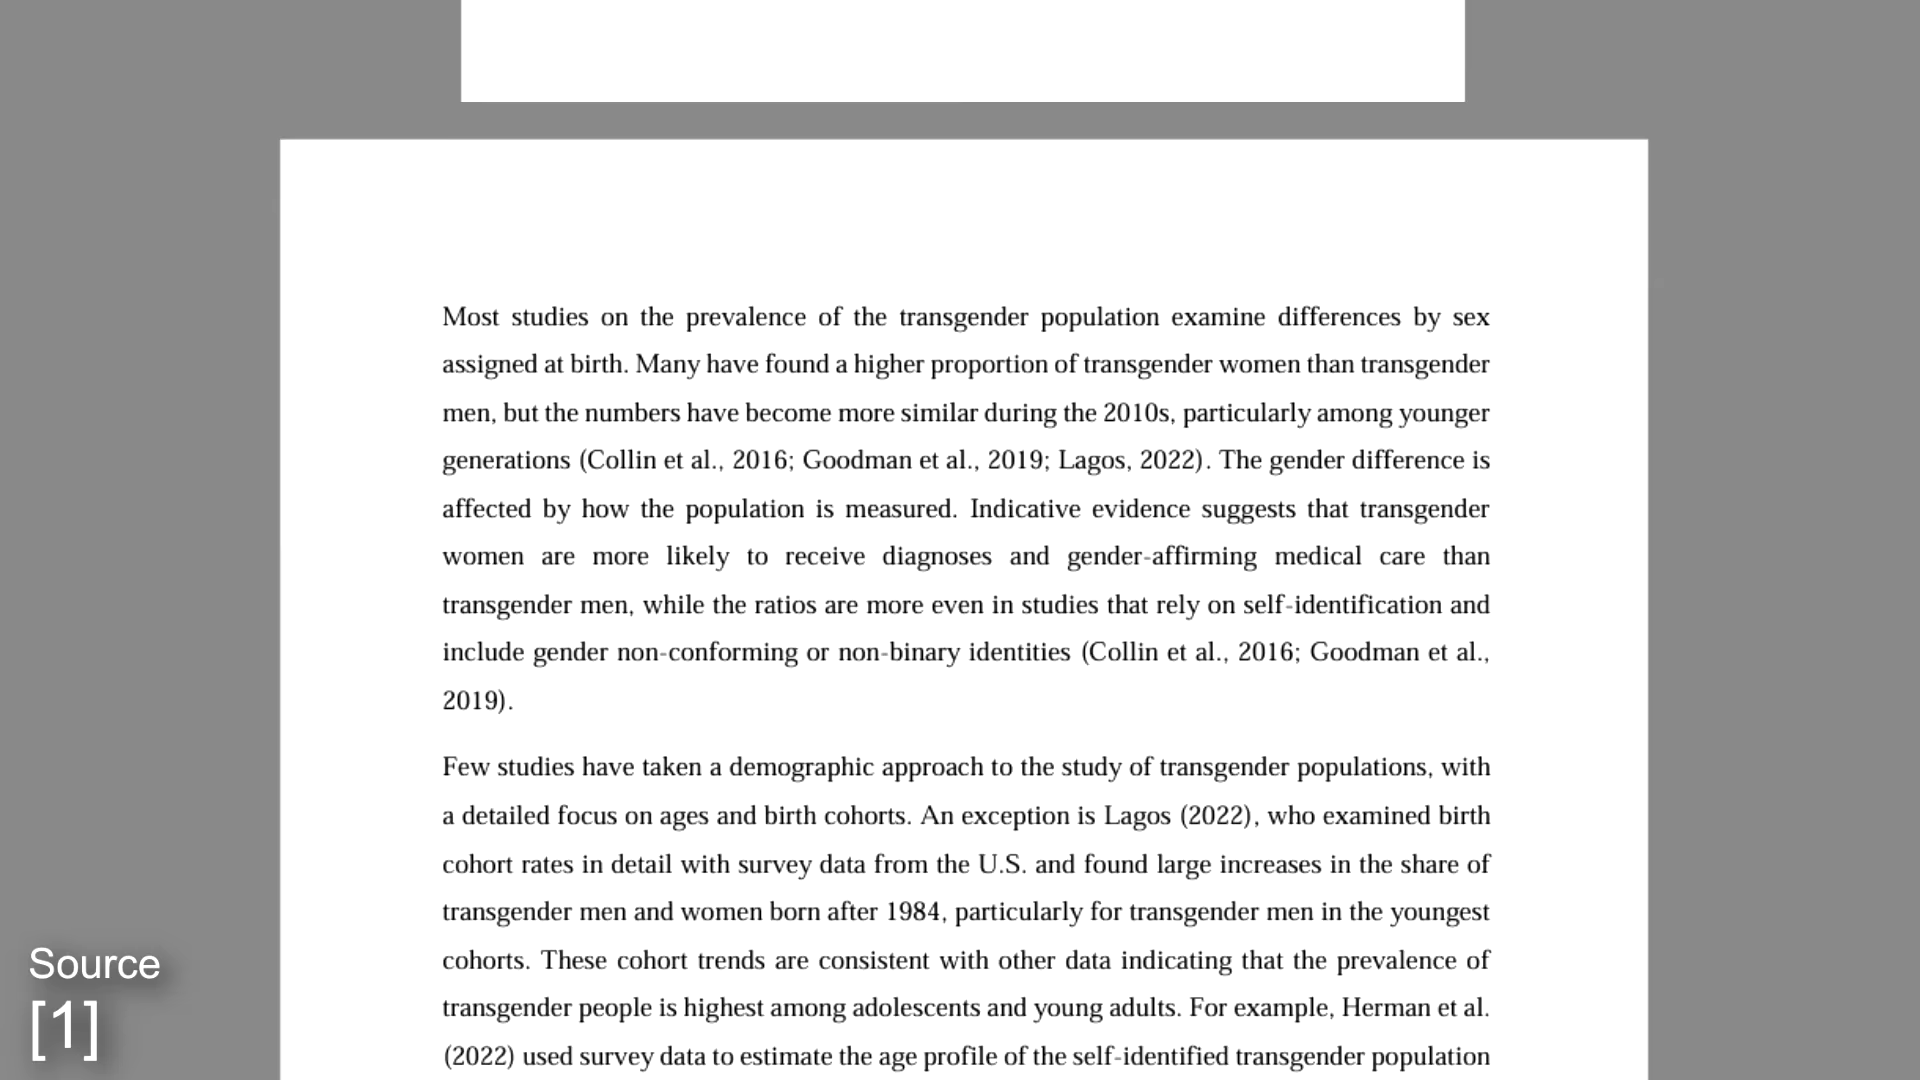 Most studies on the prevalence of the transgender population examine differences by sex
assigned at birth. Many have found a higher proportion of transgender women than transgender
men, but the numbers have become more similar during the 2010s, particularly among younger
generations (Collin et al., 2016; Goodman et al., 2019; Lagos, 2022). The gender difference is
affected by how the population is measured. Indicative evidence suggests that transgender
women are more likely to receive diagnoses and gender-affirming medical care than
transgender men, while the ratios are more even in studies that rely on self-identification and
include gender non-conforming or non-binary identities (Collin et al., 2016; Goodman et al.,
2019).
Few studies have taken a demographic approach to the study of transgender populations, with
a detailed focus on ages and birth cohorts. An exception is Lagos (2022), who examined birth
cohort rates in detail with survey data from the U.S. and found large increases in the share of
transgender men and women born after 1984, particularly for transgender men in the youngest
cohorts. These cohort trends are consistent with other data indicating that the prevalence of
transgender people is highest among adolescents and young adults. For example, Herman et al.
(2022) used survey data to estimate the age profile of the self-identified transgender population
Source
[1]